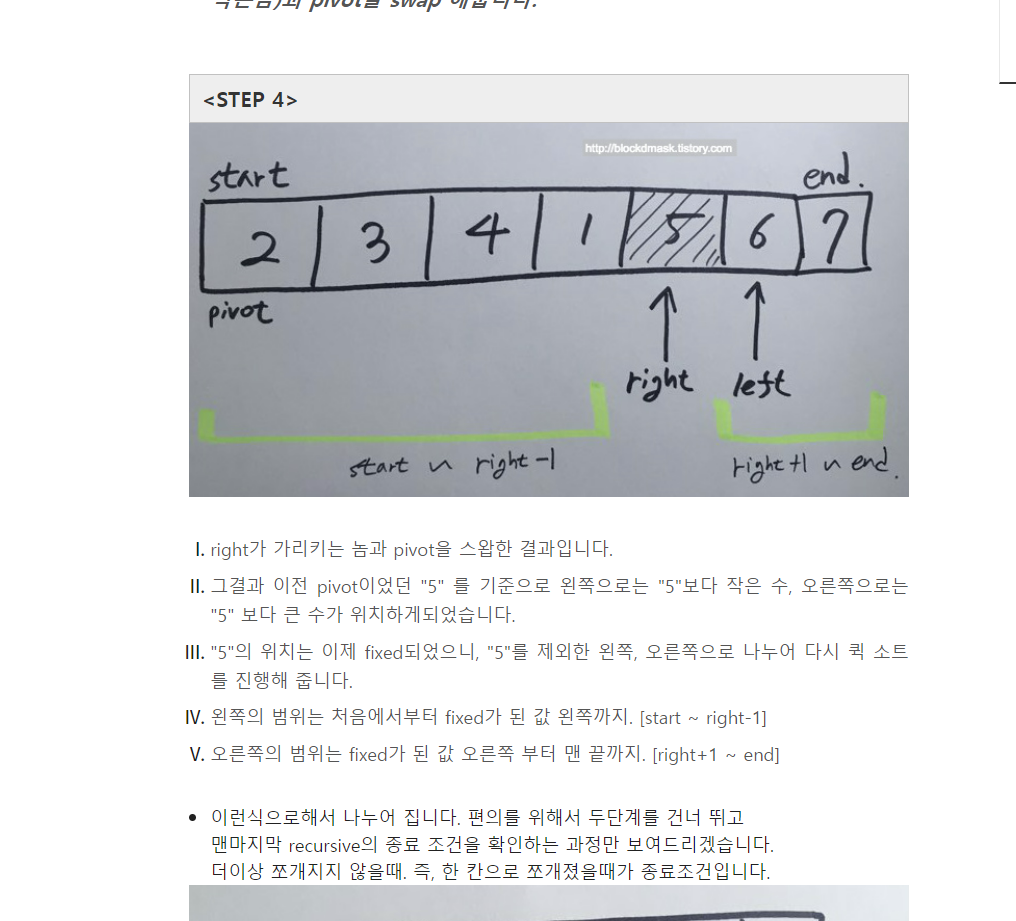 pivot을 swap 해줍니다.
<STEP 4>
http://blockdmask.tistory.com
start end.
2 3 4 1 5 6 7
pivot
right left
start ~ right-1 right+1 ~ end.
I. right가 가리키는 놈과 pivot을 스왑한 결과입니다.
II. 그결과 이전 pivot이었던 "5" 를 기준으로 왼쪽으로는 "5"보다 작은 수, 오른쪽으로는
"5" 보다 큰 수가 위치하게되었습니다.
III. "5"의 위치는 이제 fixed되었으니, "5"를 제외한 왼쪽, 오른쪽으로 나누어 다시 퀵 소트
를 진행해 줍니다.
IV. 왼쪽의 범위는 처음에서부터 fixed가 된 값 왼쪽까지. [start ~ right-1]
V. 오른쪽의 범위는 fixed가 된 값 오른쪽 부터 맨 끝까지. [right+1 ~ end]
• 이런식으로해서 나누어 집니다. 편의를 위해서 두단계를 건너 뛰고
맨마지막 recursive의 종료 조건을 확인하는 과정만 보여드리겠습니다.
더이상 쪼개지지 않을때. 즉, 한 칸으로 쪼개졌을때가 종료조건입니다.